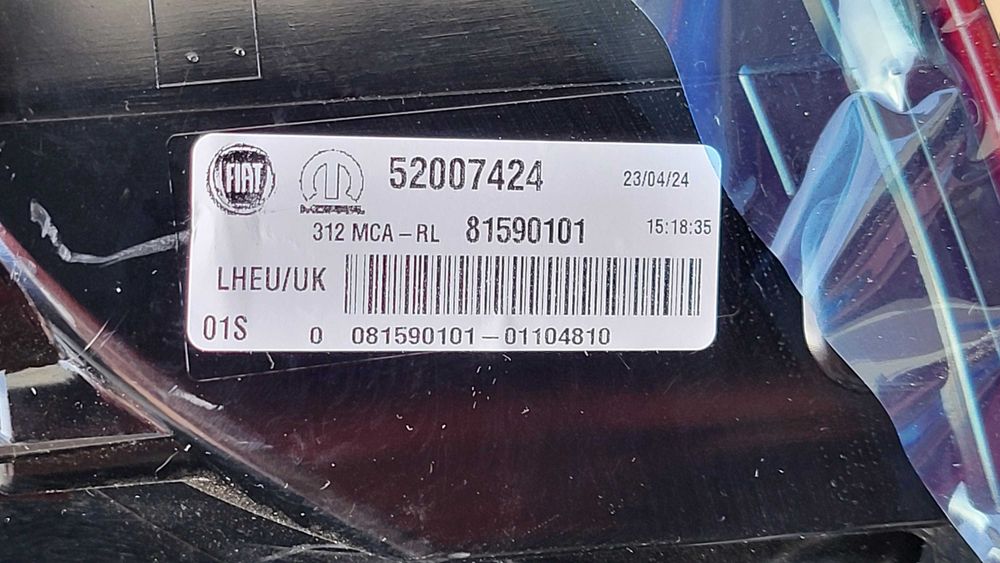 FIAT
52007424
23/04/24
MOPAR
312 MCA – RL 81590101
15:18:35
LHEU/UK
01S
0 081590101 – 01104810